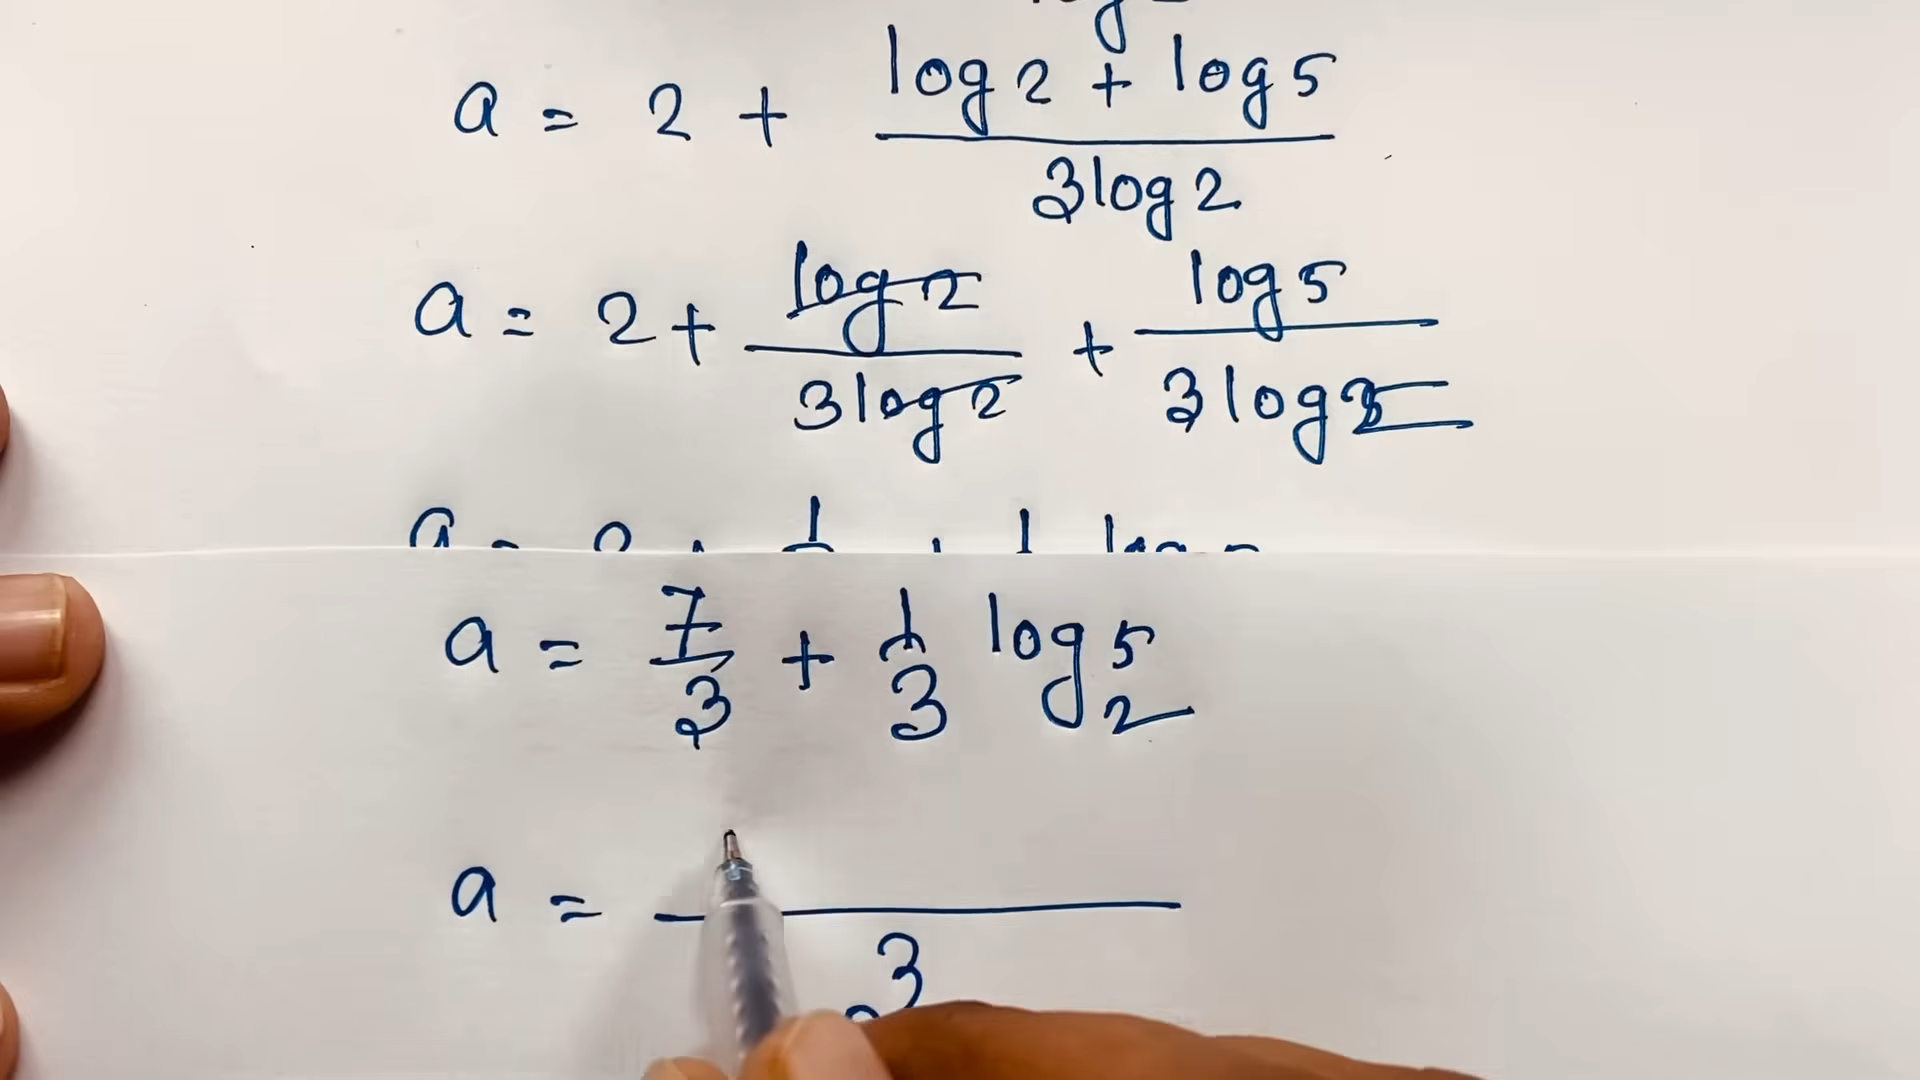 a = 2 + (log 2 + log 5) / (3 log 2)
a = 2 + (log 2) / (3 log 2) + (log 5) / (3 log 2)
a = 7/3 + 1/3 log₂ 5
a = ─── / 3